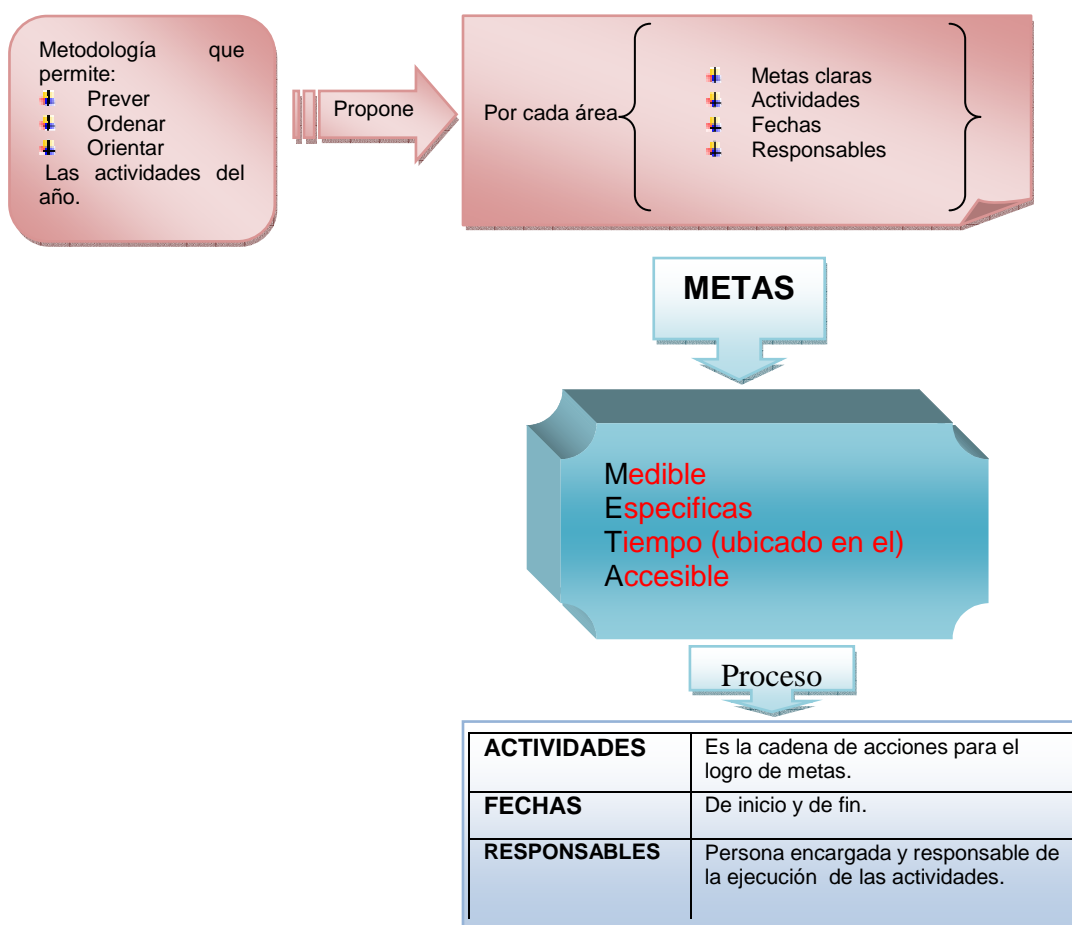 Metodología que
permite:
Prever
Ordenar
Orientar
Las actividades del
año.
Propone
Por cada área
Metas claras
Actividades
Fechas
Responsables
METAS
Medible
Especificas
Tiempo (ubicado en el)
Accesible
Proceso
ACTIVIDADES
Es la cadena de acciones para el
logro de metas.
FECHAS
De inicio y de fin.
RESPONSABLES
Persona encargada y responsable de
la ejecución de las actividades.